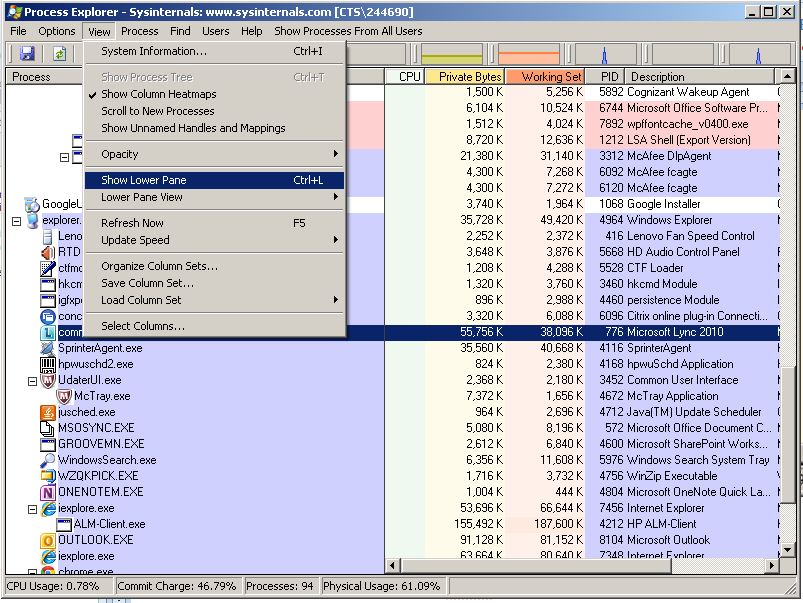 Process Explorer - Sysinternals: www.sysinternals.com [CTS\244690]
File Options View Process Find Users Help Show Processes From All Users
System Information... Ctrl+I
Show Process Tree Ctrl+T
Show Column Heatmaps
Scroll to New Processes
Show Unnamed Handles and Mappings
Opacity
Show Lower Pane Ctrl+L
Lower Pane View
Refresh Now F5
Update Speed
Organize Column Sets...
Save Column Set...
Load Column Set
Select Columns...
Process CPU Private Bytes Working Set PID Description
1,500 K 5,256 K 5892 Cognizant Wakeup Agent
6,104 K 10,524 K 6744 Microsoft Office Software Pr...
1,512 K 4,024 K 7892 wpffontcache_v0400.exe
8,720 K 12,636 K 1212 LSA Shell (Export Version)
21,380 K 31,140 K 3312 McAfee DlpAgent
4,300 K 7,268 K 6092 McAfee fcagte
4,300 K 7,272 K 6120 McAfee fcagte
GoogleU 3,740 K 1,964 K 1068 Google Installer
explorer. 35,728 K 49,420 K 4964 Windows Explorer
Leno 2,252 K 2,372 K 416 Lenovo Fan Speed Control
RTD 3,648 K 3,876 K 5668 HD Audio Control Panel
ctfmo 1,208 K 4,288 K 5528 CTF Loader
hkcm 1,320 K 3,760 K 3460 hkcmd Module
igfxpe 896 K 2,988 K 4460 persistence Module
conc 3,320 K 6,088 K 6096 Citrix online plug-in Connecti...
comm 55,756 K 38,096 K 776 Microsoft Lync 2010
SprinterAgent.exe 35,560 K 40,668 K 4116 SprinterAgent
hpwuschd2.exe 824 K 2,380 K 4168 hpwuSchd Application
UdaterUI.exe 2,368 K 2,180 K 3452 Common User Interface
McTray.exe 7,372 K 1,656 K 4672 McTray Application
jusched.exe 964 K 2,696 K 4712 Java(TM) Update Scheduler
MSOSYNC.EXE 5,080 K 8,196 K 572 Microsoft Office Document C...
GROOVEMN.EXE 2,612 K 6,840 K 4600 Microsoft SharePoint Works...
WindowsSearch.exe 6,356 K 11,608 K 5976 Windows Search System Tray
WZQKPICK.EXE 1,716 K 3,732 K 4756 WinZip Executable
ONENOTEM.EXE 1,004 K 444 K 4804 Microsoft OneNote Quick La...
iexplore.exe 53,696 K 66,644 K 7456 Internet Explorer
ALM-Client.exe 155,492 K 187,600 K 4212 HP ALM-Client
OUTLOOK.EXE 91,128 K 81,152 K 8104 Microsoft Outlook
iexplore.exe 63,664 K 80,640 K 7348 Internet Explorer
chrome.exe
CPU Usage: 0.78% Commit Charge: 46.79% Processes: 94 Physical Usage: 61.09%